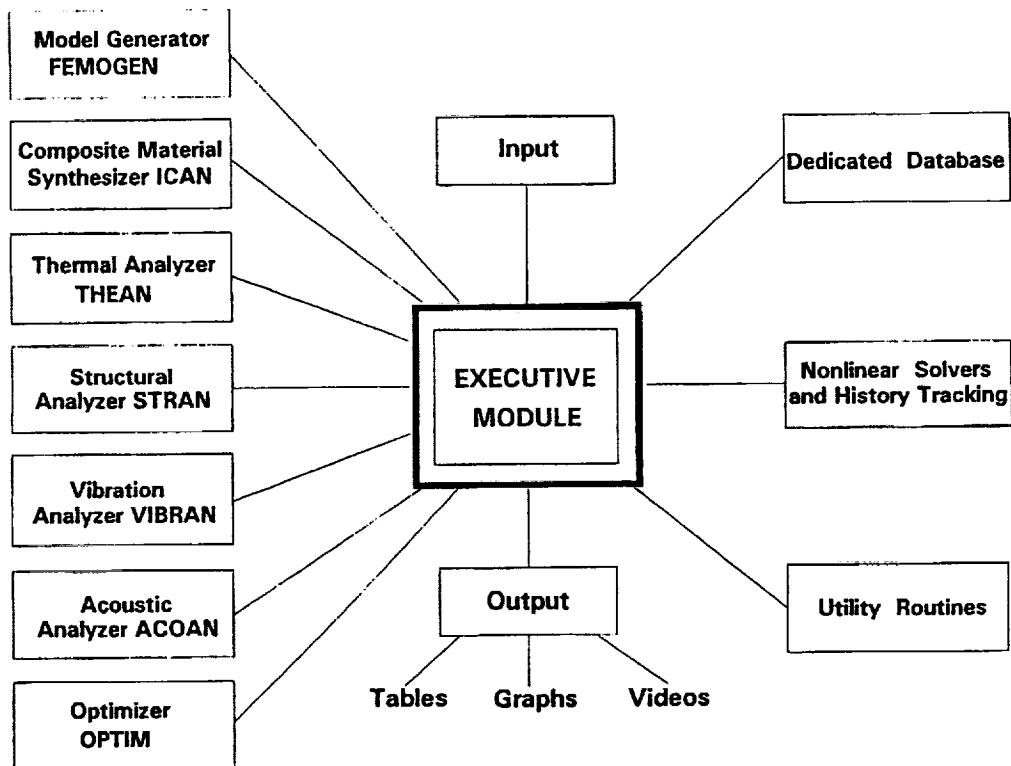 Model Generator
FEMOGEN
Composite Material
Synthesizer ICAN
Thermal Analyzer
THEAN
Structural
Analyzer STRAN
Vibration
Analyzer VIBRAN
Acoustic
Analyzer ACOAN
Optimizer
OPTIM
Input
EXECUTIVE
MODULE
Output
Tables
Graphs
Videos
Dedicated Database
Nonlinear Solvers
and History Tracking
Utility Routines